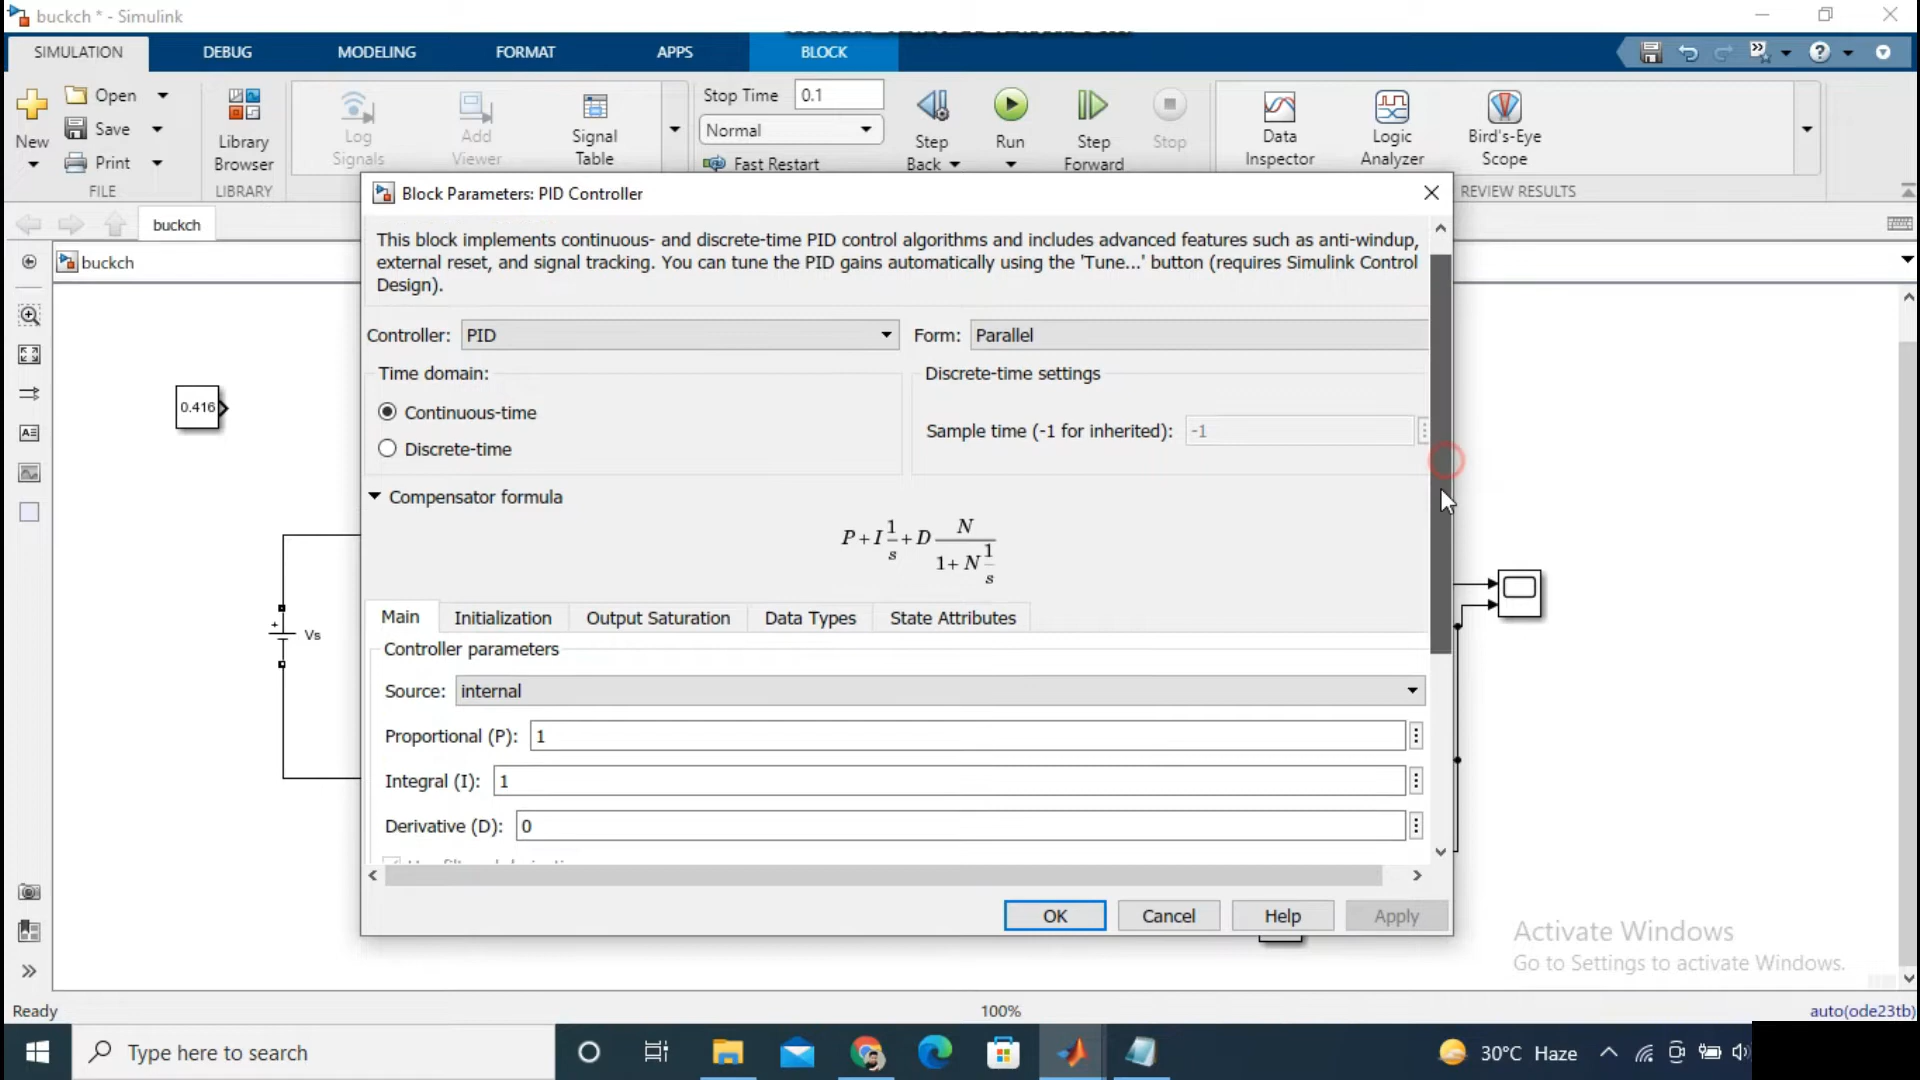 buckch * - Simulink
SIMULATION DEBUG MODELING FORMAT APPS BLOCK
New
Open
Save
Print
FILE
Library
Browser
LIBRARY
Log
Signals
Add
Viewer
Signal
Table
Stop Time 0.1
Normal
Fast Restart
Step
Back
Run
Step
Forward
Stop
Data
Inspector
Logic
Analyzer
Bird's-Eye
Scope
REVIEW RESULTS
buckch
buckch
Block Parameters: PID Controller
This block implements continuous- and discrete-time PID control algorithms and includes advanced features such as anti-windup,
external reset, and signal tracking. You can tune the PID gains automatically using the 'Tune...' button (requires Simulink Control
Design).
Controller: PID Form: Parallel
Time domain:
Continuous-time
Discrete-time
Discrete-time settings
Sample time (-1 for inherited): -1
Compensator formula
P+I 1/s +D N/(1+N 1/s)
Main Initialization Output Saturation Data Types State Attributes
Controller parameters
Source: internal
Proportional (P): 1
Integral (I): 1
Derivative (D): 0
OK Cancel Help Apply
0.416
+
Vs
Activate Windows
Go to Settings to activate Windows.
Ready 100% auto(ode23tb)
Type here to search
30°C Haze